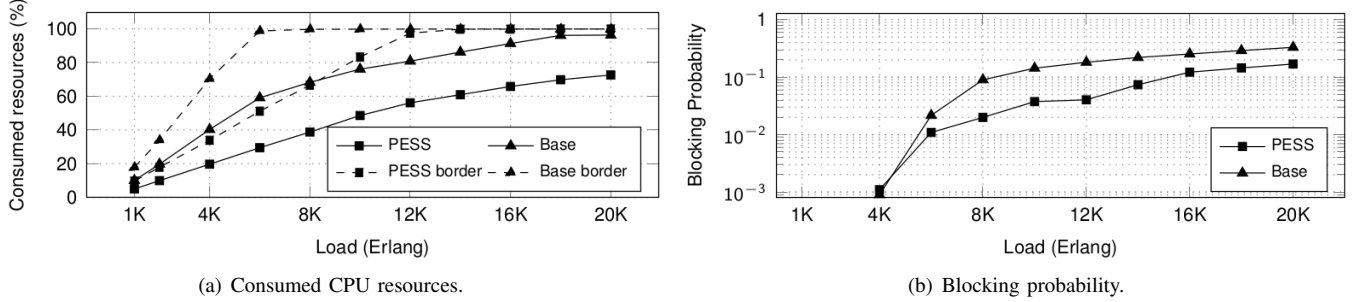 Consumed resources (%)
100
80
60
40
20
0
PESS
Base
PESS border
Base border
1K 4K 8K 12K 16K 20K
Load (Erlang)
(a) Consumed CPU resources.
Blocking Probability
1
10−1
10−2
10−3
PESS
Base
1K 4K 8K 12K 16K 20K
Load (Erlang)
(b) Blocking probability.